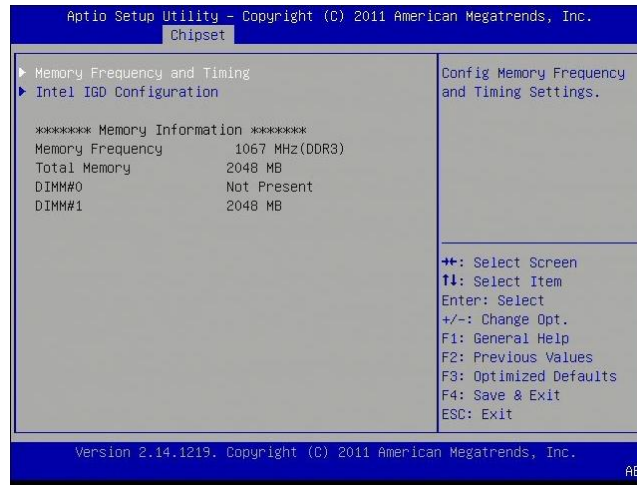 Aptio Setup Utility – Copyright (C) 2011 American Megatrends, Inc.
Chipset
Memory Frequency and Timing
Intel IGD Configuration
******* Memory Information *******
Memory Frequency 1067 MHz(DDR3)
Total Memory 2048 MB
DIMM#0 Not Present
DIMM#1 2048 MB
Config Memory Frequency
and Timing Settings.
→←: Select Screen
↑↓: Select Item
Enter: Select
+/-: Change Opt.
F1: General Help
F2: Previous Values
F3: Optimized Defaults
F4: Save & Exit
ESC: Exit
Version 2.14.1219. Copyright (C) 2011 American Megatrends, Inc.
AB